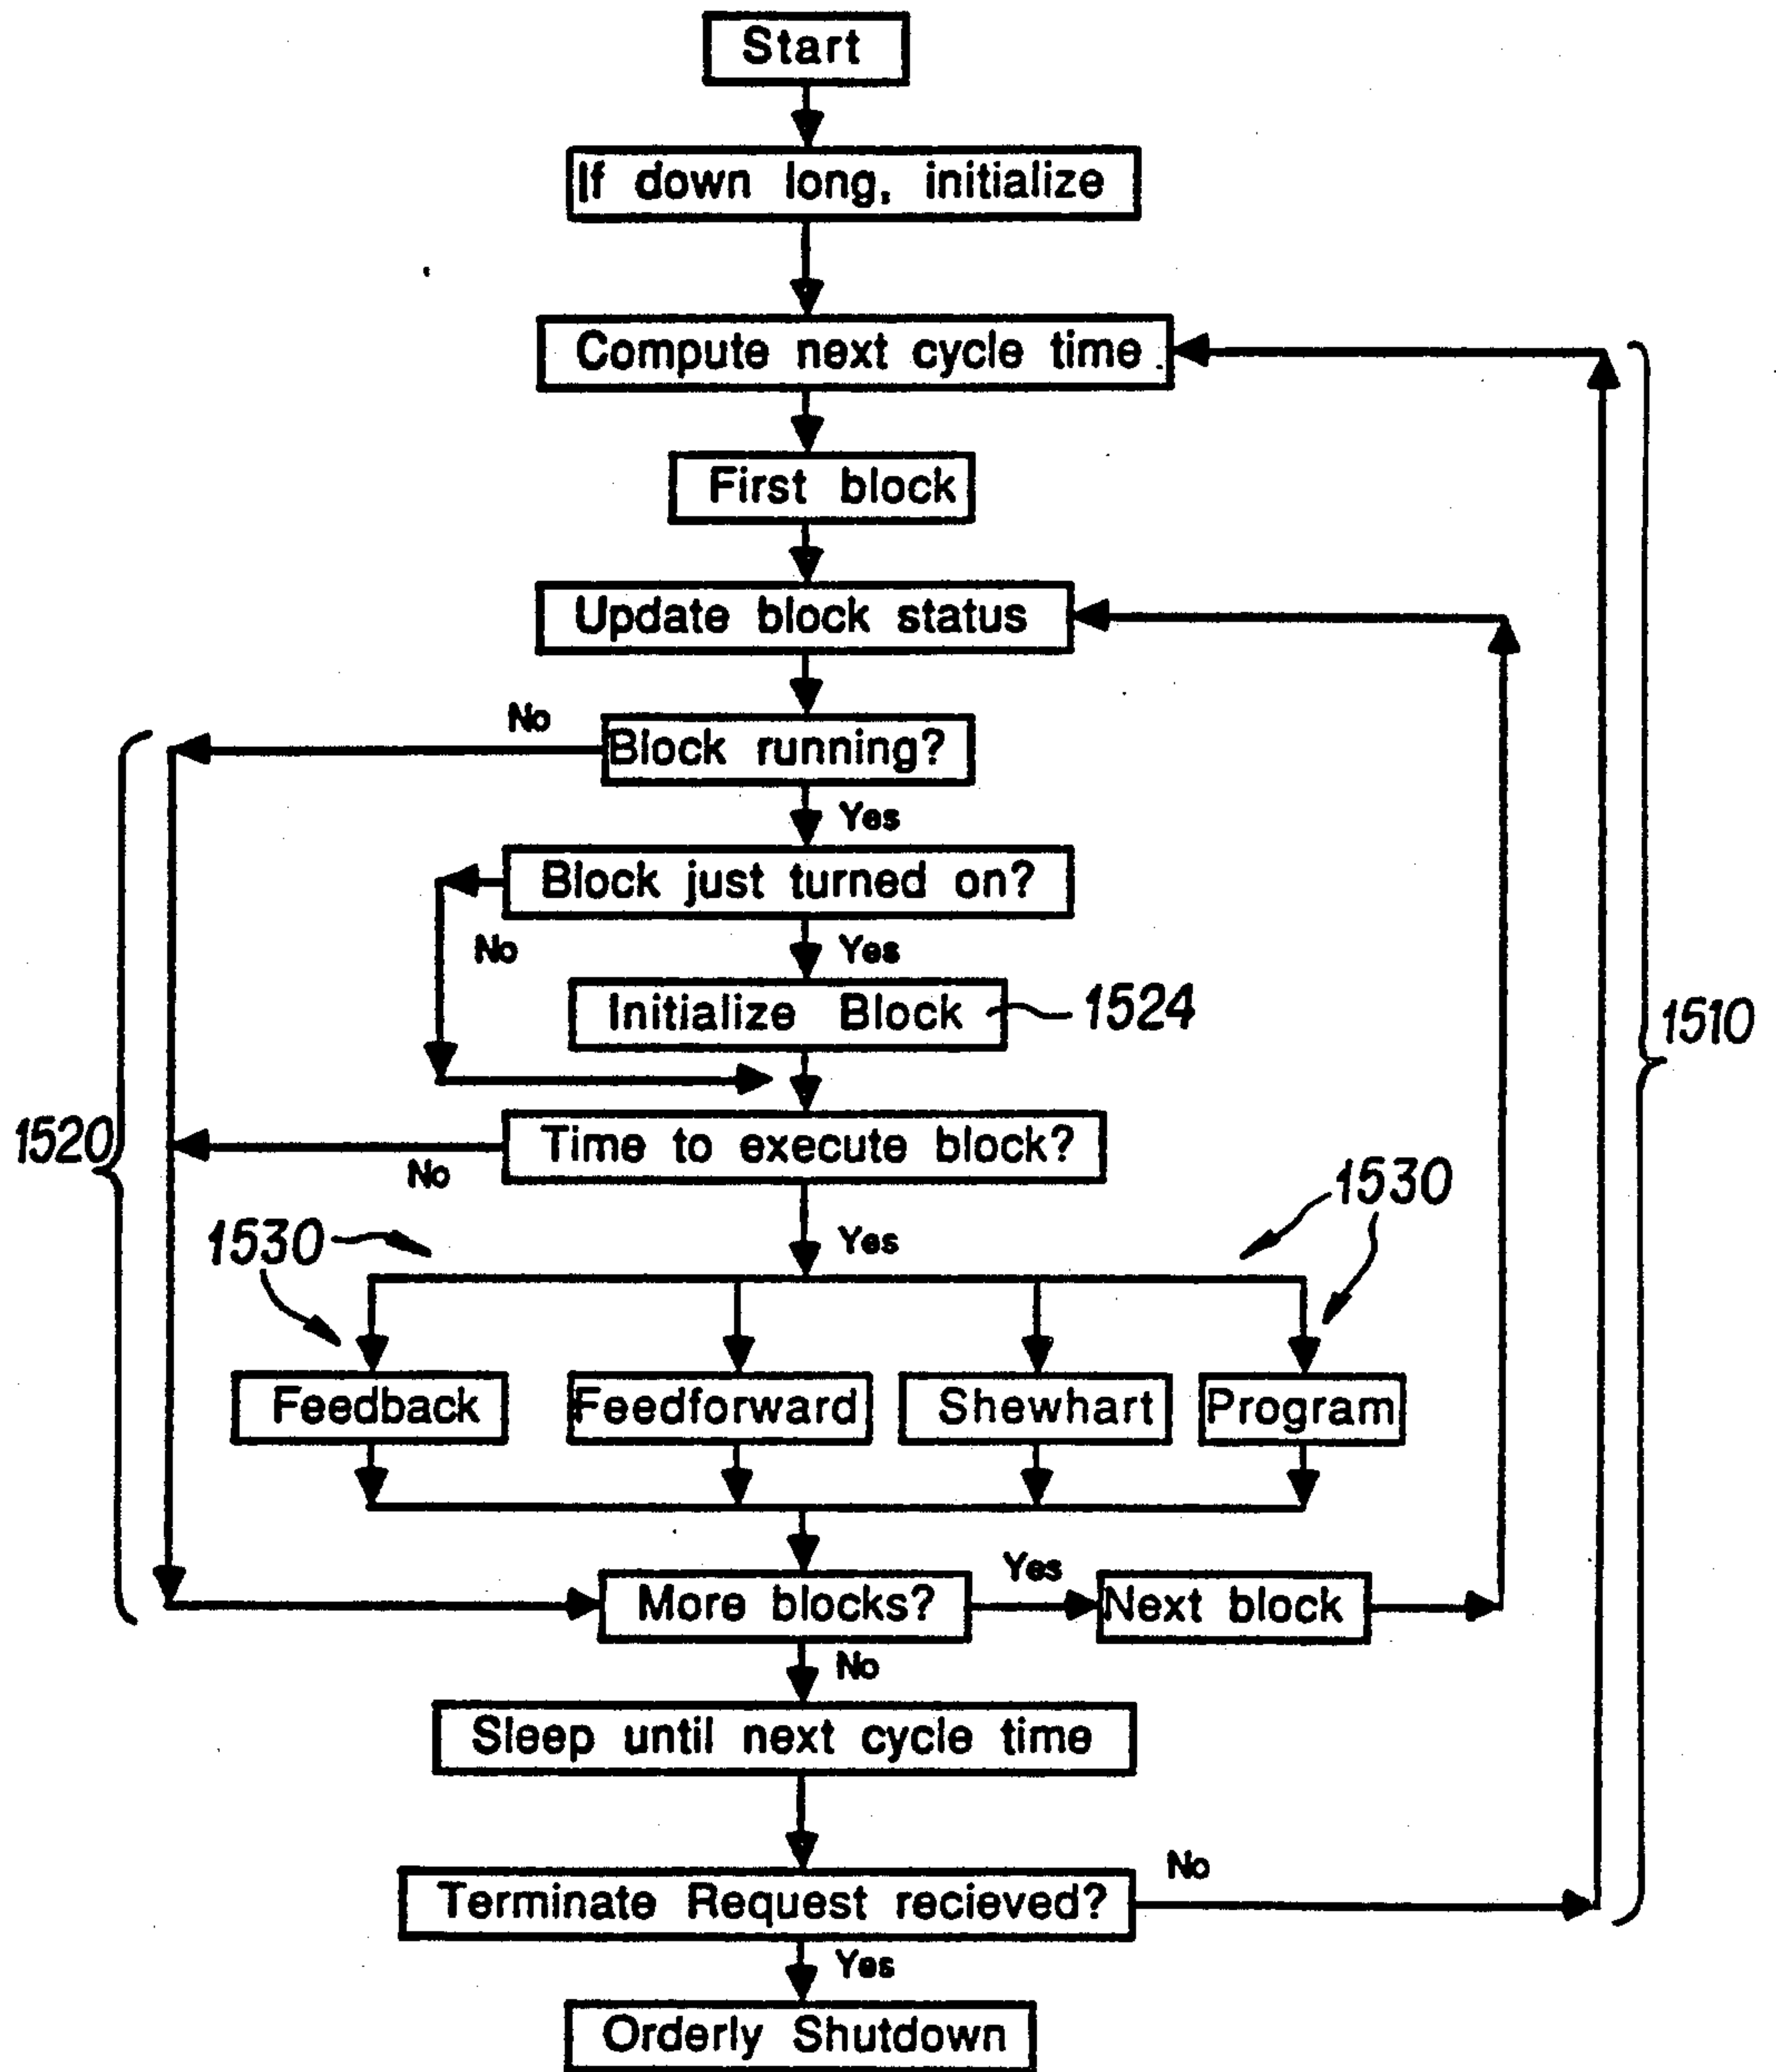 Start
If down long, initialize
Compute next cycle time
First block
Update block status
No
Block running?
Yes
Block just turned on?
No
Yes
Initialize Block
1524
1510
1520
Time to execute block?
No
1530
1530
Yes
Feedback
Feedforward
Shewhart
Program
More blocks?
Yes
Next block
No
Sleep until next cycle time
Terminate Request recieved?
No
Yes
Orderly Shutdown